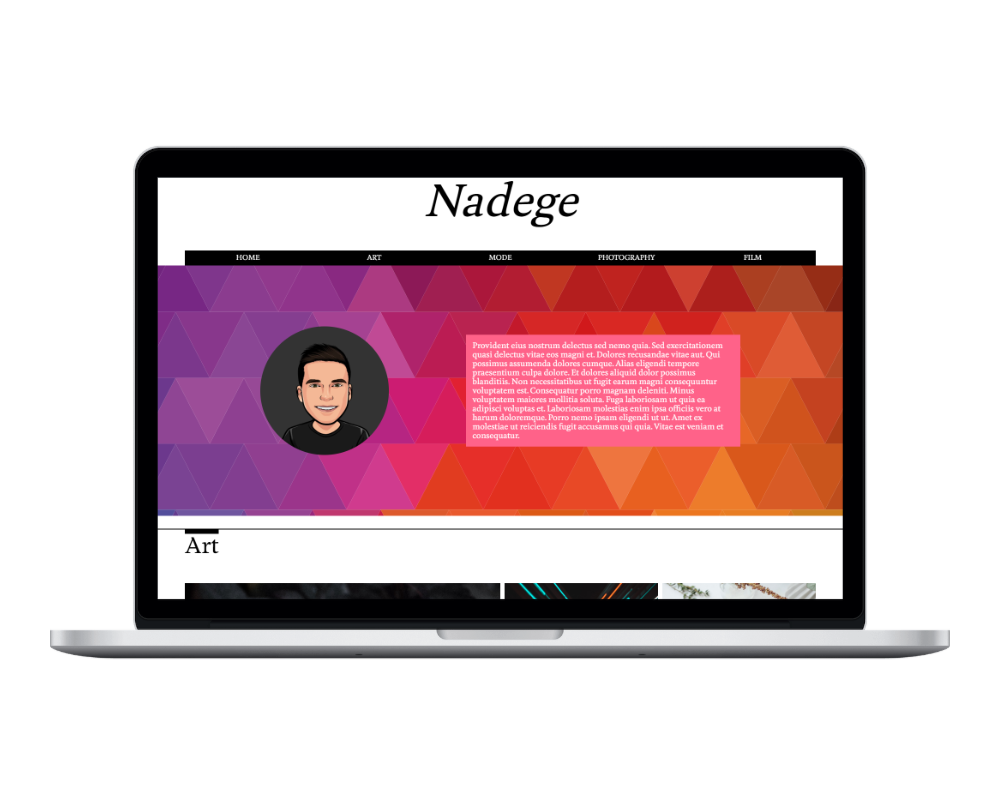 Nadege
HOME ART MODE PHOTOGRAPHY FILM
Provident eius nostrum delectus sed nemo quia. Sed exercitationem
quasi delectus vitae eos magni et. Dolores recusandae vitae aut. Qui
possimus assumenda dolores cumque. Alias eligendi tempore
praesentium culpa dolore. Et dolores aliquid dolor possimus
blanditiis. Non necessitatibus ut fugit earum magni consequuntur
voluptatem est. Consequatur porro magnam deleniti. Minus
voluptatem maiores mollitia soluta. Fuga laboriosam ut quia ea
adipisci voluptas et. Laboriosam molestias enim ipsa officiis vero at
harum doloremque. Porro nemo ipsam eligendi ut ut. Amet ex
molestiae ut reiciendis fugit accusamus qui quia. Vitae est veniam et
consequatur.
Art